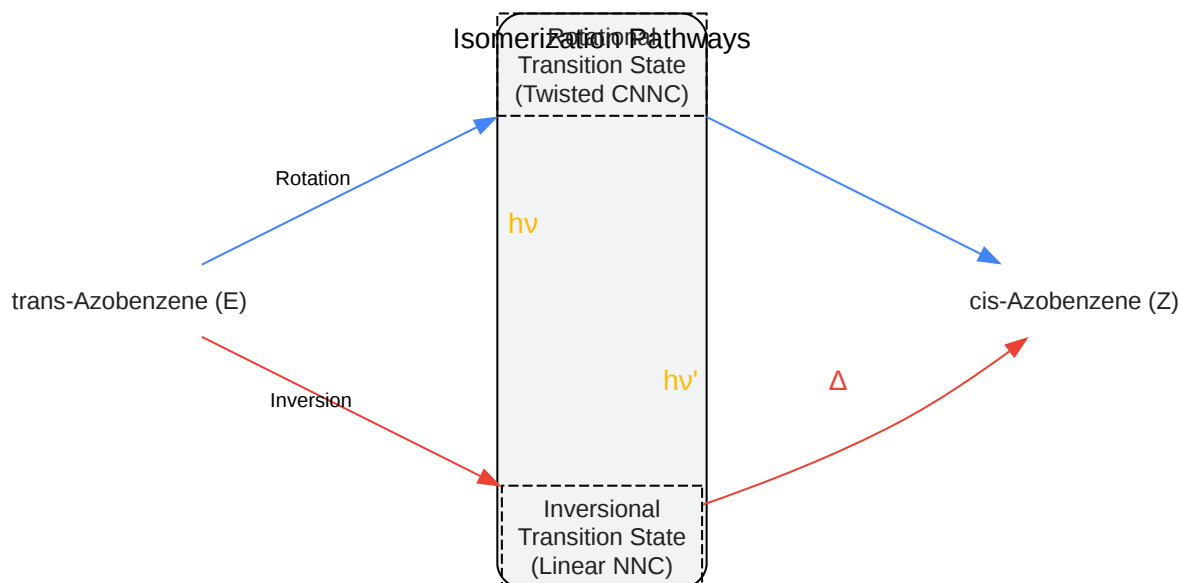 Isomerization Pathways
Rotational
Transition State
(Twisted CNNC)
Rotation
hν
trans-Azobenzene (E)
cis-Azobenzene (Z)
hν'
Δ
Inversion
Inversional
Transition State
(Linear NNC)